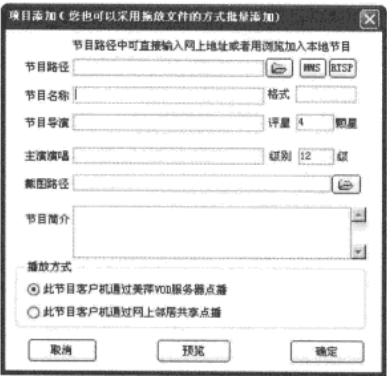 项目添加(您也可以采用拖放文件的方式批量添加)
节目路径中可直接输入网上地址或者用浏览加入本地节目
节目路径 MMS RTSP
节目名称 格式
节目导演 评星 4 颗星
主演演唱 级别 12 级
截图路径
节目简介
播放方式
此节目客户机通过美萍VOD服务器点播
此节目客户机通过网上邻居共享点播
取消 预览 确定